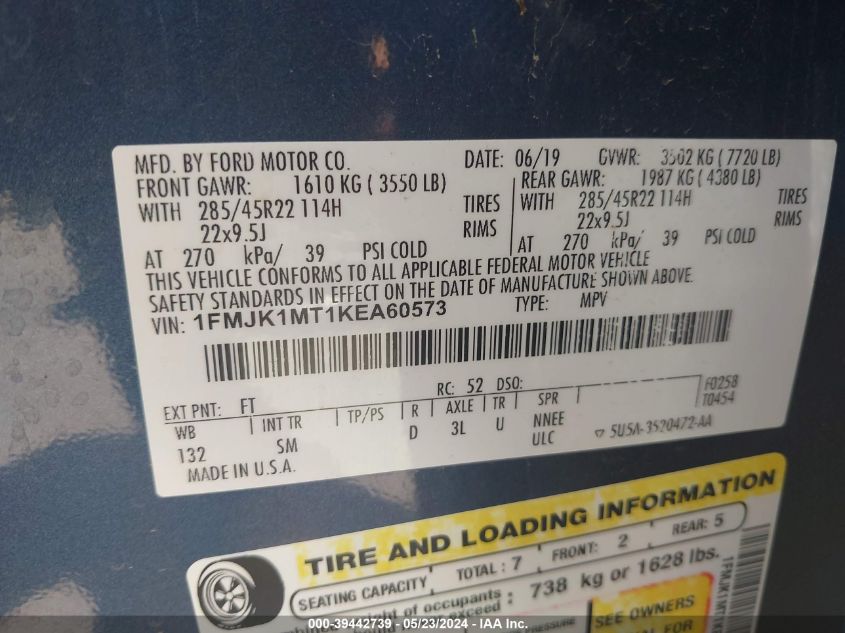 MFD. BY FORD MOTOR CO. DATE: 06/19 GVWR: 3502 KG ( 7720 LB)
FRONT GAWR: 1610 KG ( 3550 LB) REAR GAWR: 1987 KG ( 4380 LB)
WITH 285/45R22 114H TIRES WITH 285/45R22 114H TIRES
22x9.5J RIMS 22x9.5J RIMS
AT 270 kPa/ 39 PSI COLD AT 270 kPa/ 39 PSI COLD
THIS VEHICLE CONFORMS TO ALL APPLICABLE FEDERAL MOTOR VEHICLE
SAFETY STANDARDS IN EFFECT ON THE DATE OF MANUFACTURE SHOWN ABOVE.
VIN: 1FMJK1MT1KEA60573 TYPE: MPV
EXT PNT: FT RC: 52 DSO: F0258
WB INT TR TP/PS R AXLE TR SPR T0454
132 SM D 3L U NNEE
ULC 5U5A-3520472-AA
MADE IN U.S.A.
TIRE AND LOADING INFORMATION
SEATING CAPACITY TOTAL : 7 FRONT: 2 REAR: 5
of occupants : 738 kg or 1628 lbs.
exceed
PRESSURE SEE OWNERS
FOR
000-39442739 - 05/23/2024 - IAA Inc.